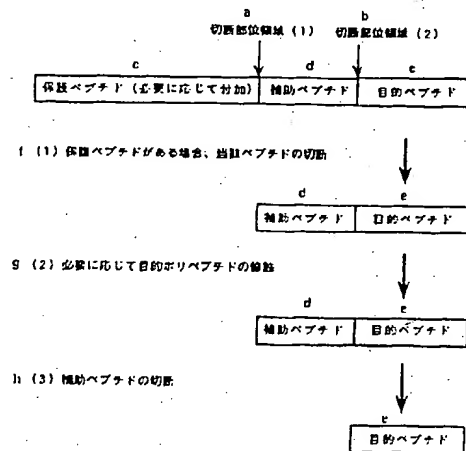 a
切断部位領域 (1)
b
切断部位領域 (2)
c
d
e
保護ペプチド (必要に応じて付加)
補助ペプチド
目的ペプチド
f (1) 保護ペプチドがある場合、当該ペプチドの切断
d
e
補助ペプチド
目的ペプチド
g (2) 必要に応じて目的ポリペプチドの修飾
d
e
補助ペプチド
目的ペプチド
h (3) 補助ペプチドの切断
e
目的ペプチド